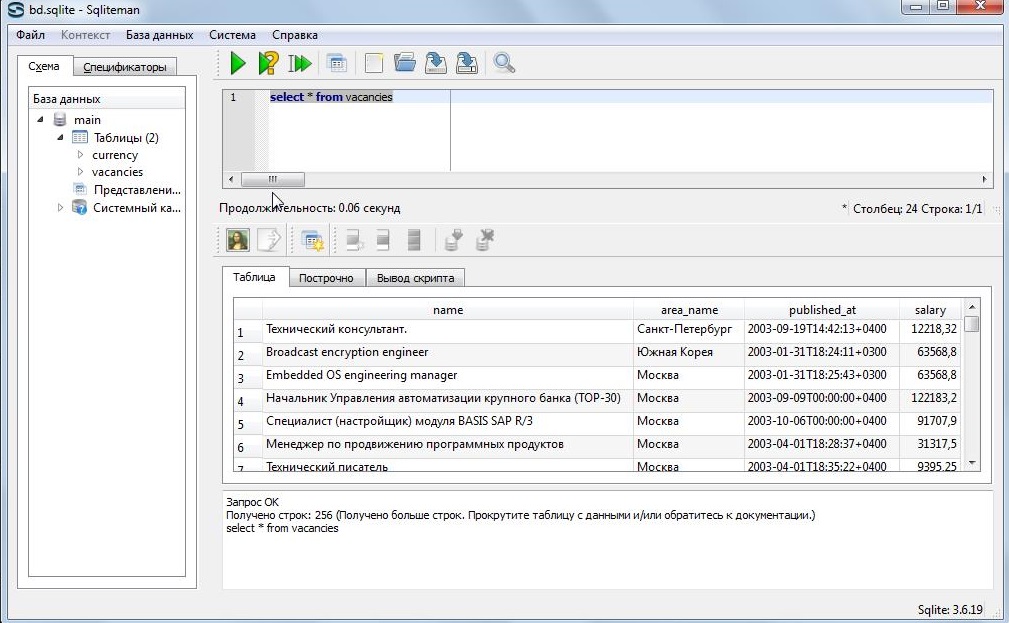 bd.sqlite - Sqliteman
Файл Контекст База данных Система Справка
Схема Спецификаторы
База данных
main
Таблицы (2)
currency
vacancies
Представлени...
Системный ка...
1 select * from vacancies
Продолжительность: 0.06 секунд
* Столбец: 24 Строка: 1/1
Таблица Построчно Вывод скрипта
name area_name published_at salary
1 Технический консультант. Санкт-Петербург 2003-09-19T14:42:13+0400 12218,32
2 Broadcast encryption engineer Южная Корея 2003-01-31T18:24:11+0300 63568,8
3 Embedded OS engineering manager Москва 2003-01-31T18:25:43+0300 63568,8
4 Начальник Управления автоматизации крупного банка (TOP-30) Москва 2003-09-09T00:00:00+0400 122183,2
5 Специалист (настройщик) модуля BASIS SAP R/3 Москва 2003-10-06T00:00:00+0400 91707,9
6 Менеджер по продвижению программных продуктов Москва 2003-04-01T18:28:37+0400 31317,5
7 Технический писатель Москва 2003-04-01T18:35:22+0400 9395,25
Запрос ОК
Получено строк: 256 (Получено больше строк. Прокрутите таблицу с данными и/или обратитесь к документации.)
select * from vacancies
Sqlite: 3.6.19